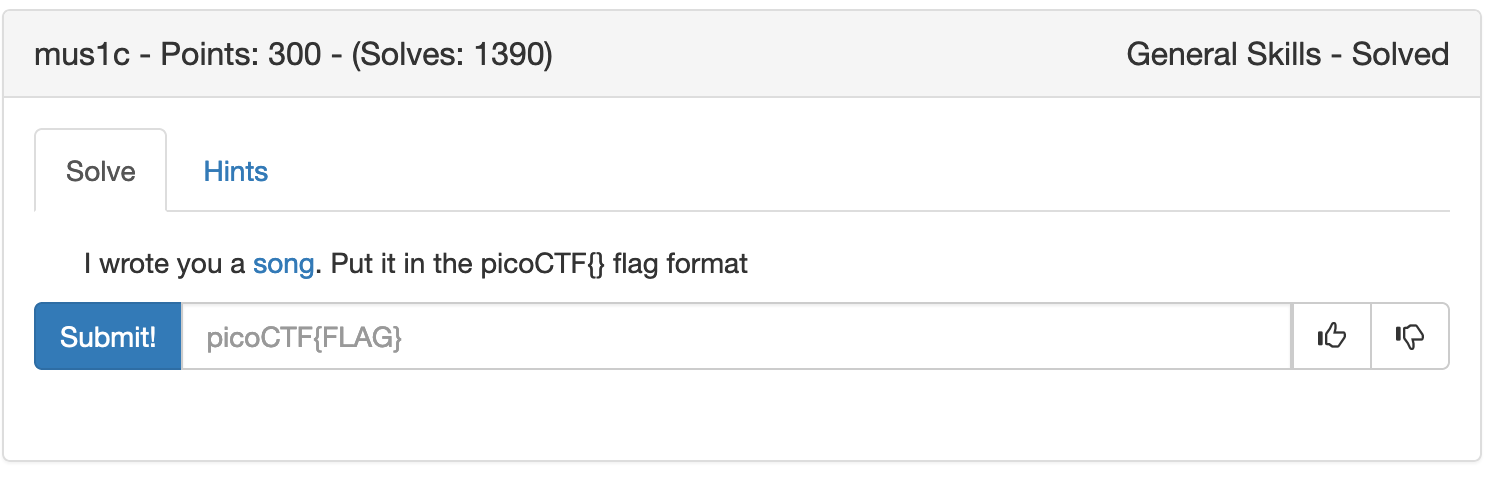 mus1c - Points: 300 - (Solves: 1390) General Skills - Solved
Solve Hints
I wrote you a song. Put it in the picoCTF{} flag format
Submit! picoCTF{FLAG}